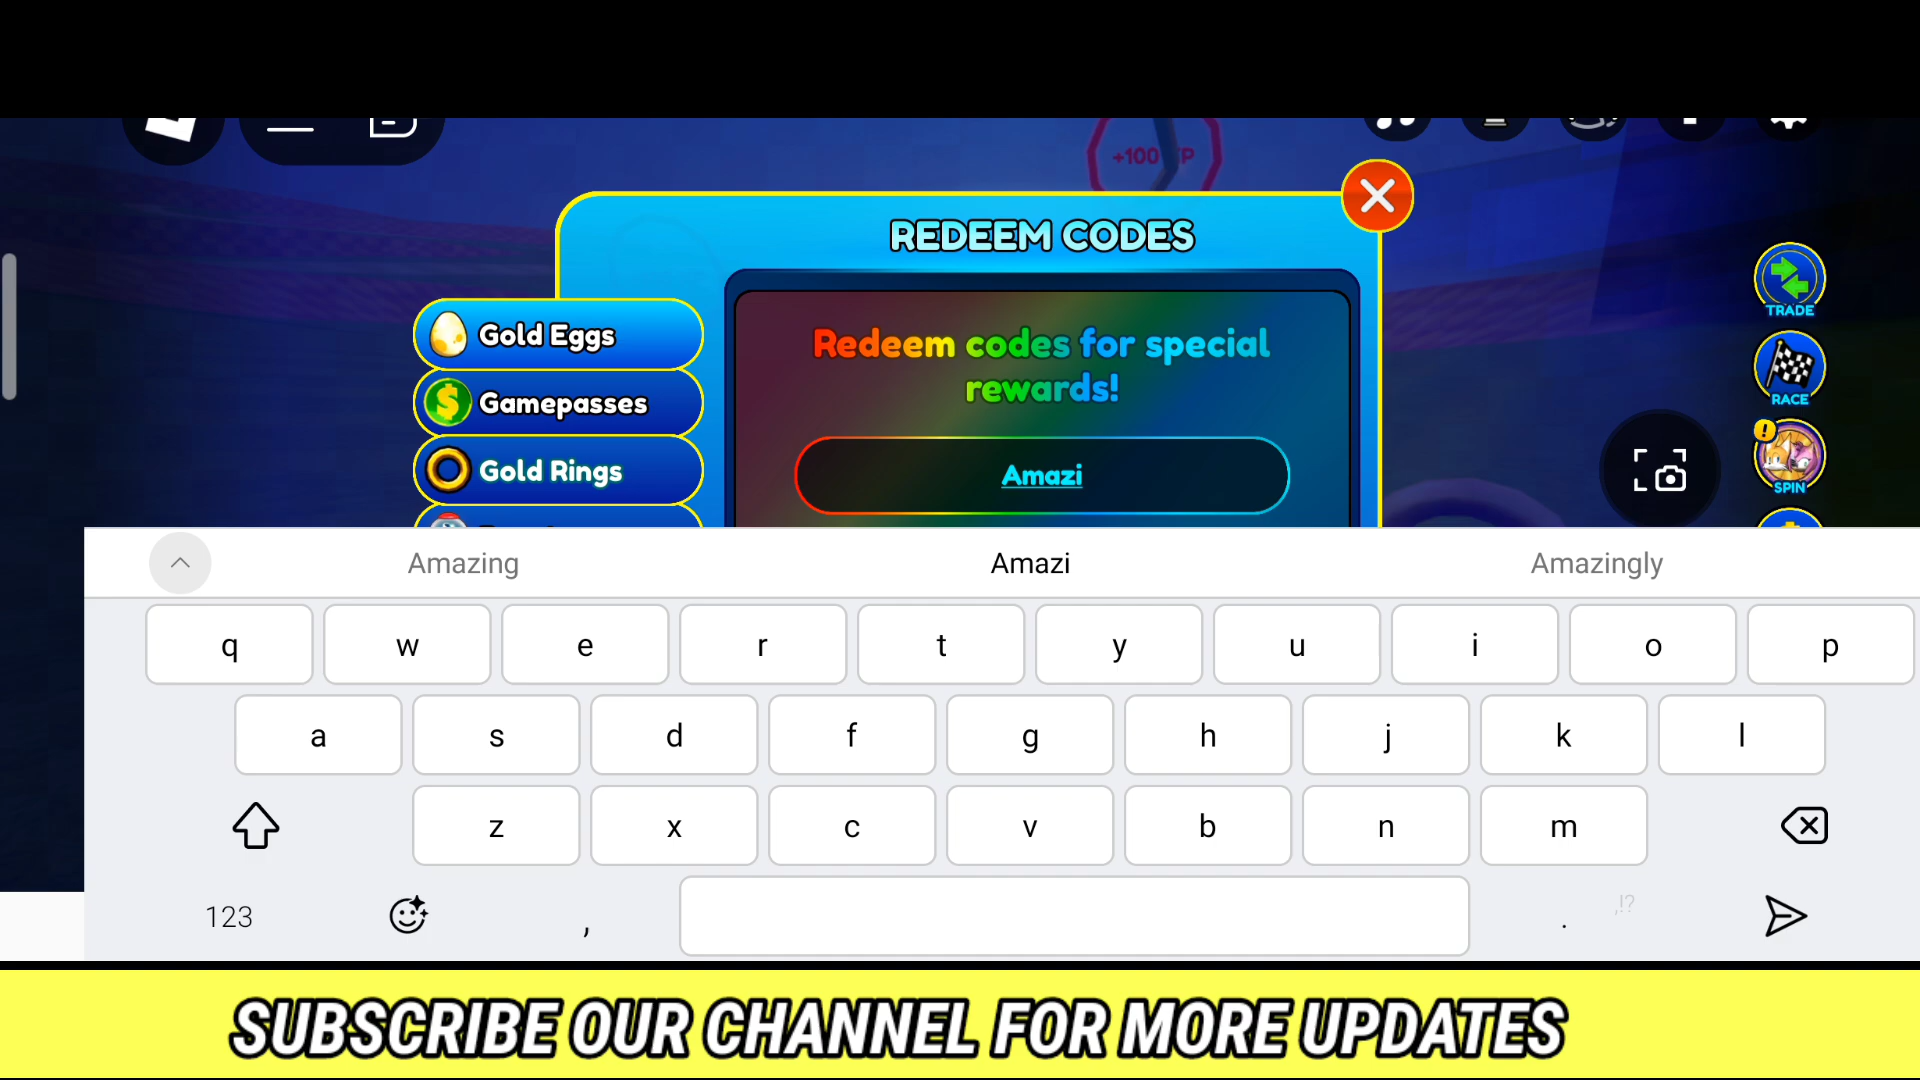 +100
REDEEM CODES
TRADE
Gold Eggs
Redeem codes for special
rewards!
Gamepasses
RACE
Gold Rings
Amazi
!
SPIN
Amazing
Amazi
Amazingly
q w e r t y u i o p
a s d f g h j k l
z x c v b n m
123 , . ,!?
SUBSCRIBE OUR CHANNEL FOR MORE UPDATES